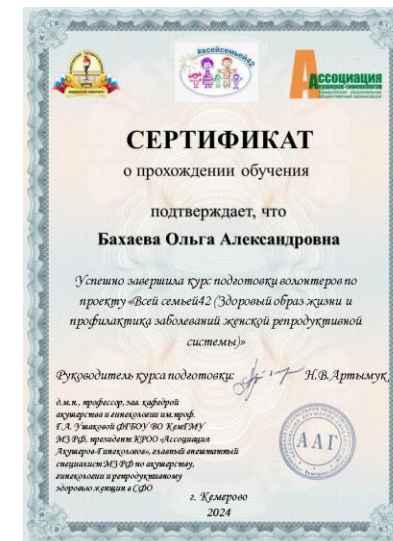 #всейсемьей42
Ассоциация
Акушеров-гинекологов
СЕРТИФИКАТ
о прохождении обучения
подтверждает, что
Бахаева Ольга Александровна
Успешно завершила курс подготовки волонтеров по
проекту «Всей семьей42 (Здоровый образ жизни и
профилактика заболеваний женской репродуктивной
системы)»
Руководитель курса подготовки: Н.В.Артымук
д.м.н., профессор, зав. кафедрой
акушерства и гинекологии им.проф.
Г.А. Ушаковой ФГБОУ ВО КемГМУ
МЗ РФ, президент КРОО «Ассоциация
Акушеров-Гинекологов», главный внештатный
специалист МЗ РФ по акушерству,
гинекологии и репродуктивному
здоровью женщин в СФО
ААГ
г. Кемерово
2024